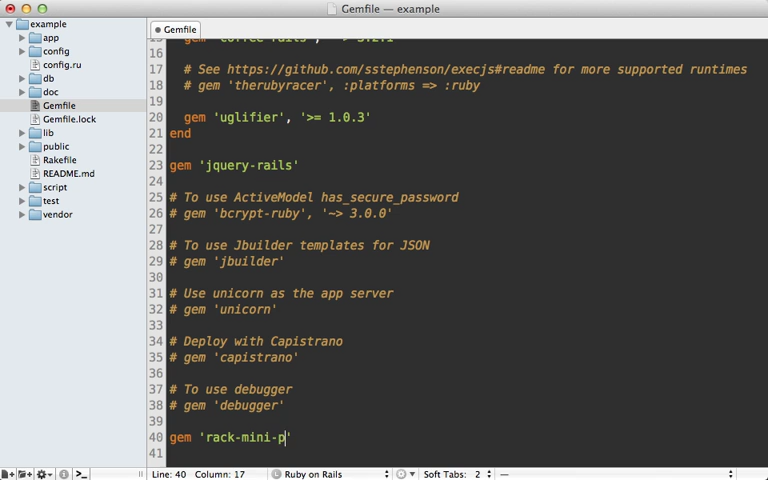 Gemfile — example
example
app
config
config.ru
db
doc
Gemfile
Gemfile.lock
lib
public
Rakefile
README.md
script
test
vendor
Gemfile
16
17 # See https://github.com/sstephenson/execjs#readme for more supported runtimes
18 # gem 'therubyracer', :platforms => :ruby
19
20 gem 'uglifier', '>= 1.0.3'
21 end
22
23 gem 'jquery-rails'
24
25 # To use ActiveModel has_secure_password
26 # gem 'bcrypt-ruby', '~> 3.0.0'
27
28 # To use Jbuilder templates for JSON
29 # gem 'jbuilder'
30
31 # Use unicorn as the app server
32 # gem 'unicorn'
33
34 # Deploy with Capistrano
35 # gem 'capistrano'
36
37 # To use debugger
38 # gem 'debugger'
39
40 gem 'rack-mini-p'
41
Line: 40 Column: 17 Ruby on Rails Soft Tabs: 2 —